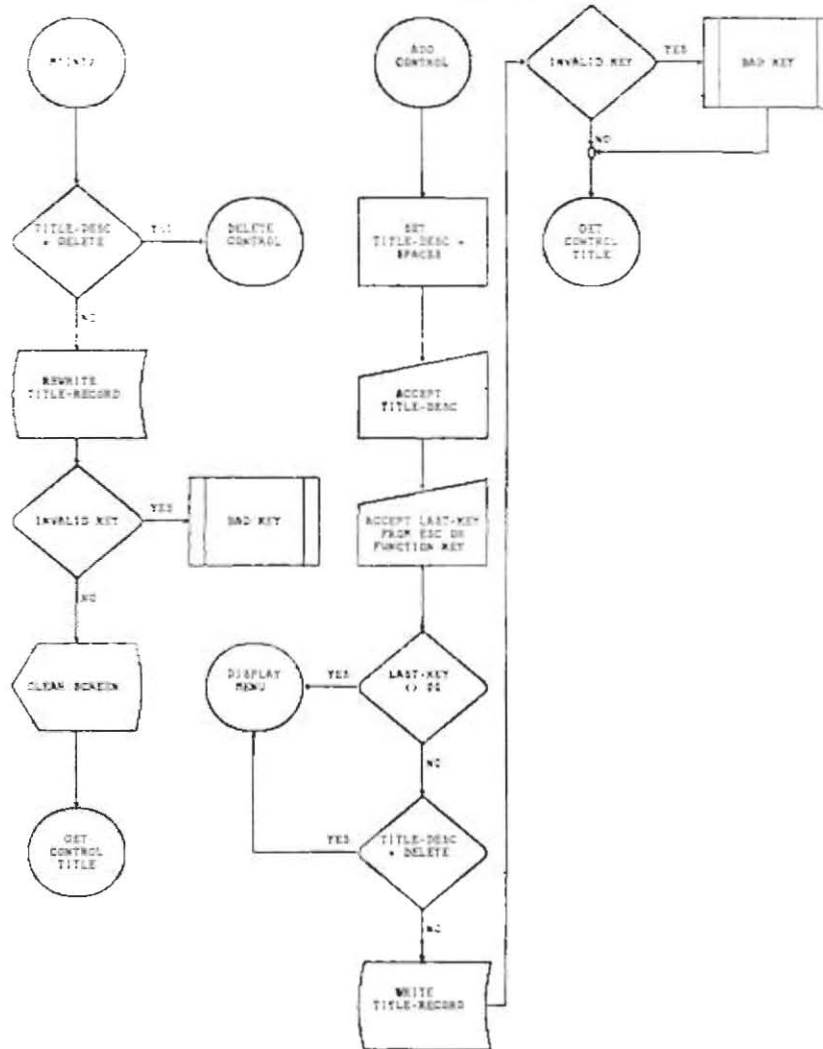 TITLE-DESC
= DELETE
DELETE
CONTROL
NO
REWRITE
TITLE-RECORD
INVALID KEY
YES
BAD KEY
NO
CLEAR SCREEN
GET
CONTROL
TITLE
ADD
CONTROL
SET
TITLE-DESC =
SPACES
ACCEPT
TITLE-DESC
ACCEPT LAST-KEY
FROM ESC OR
FUNCTION KEY
LAST-KEY
YES
DISPLAY
MENU
NO
TITLE-DESC
= DELETE
YES
NO
WRITE
TITLE-RECORD
INVALID KEY
YES
BAD KEY
NO
GET
CONTROL
TITLE